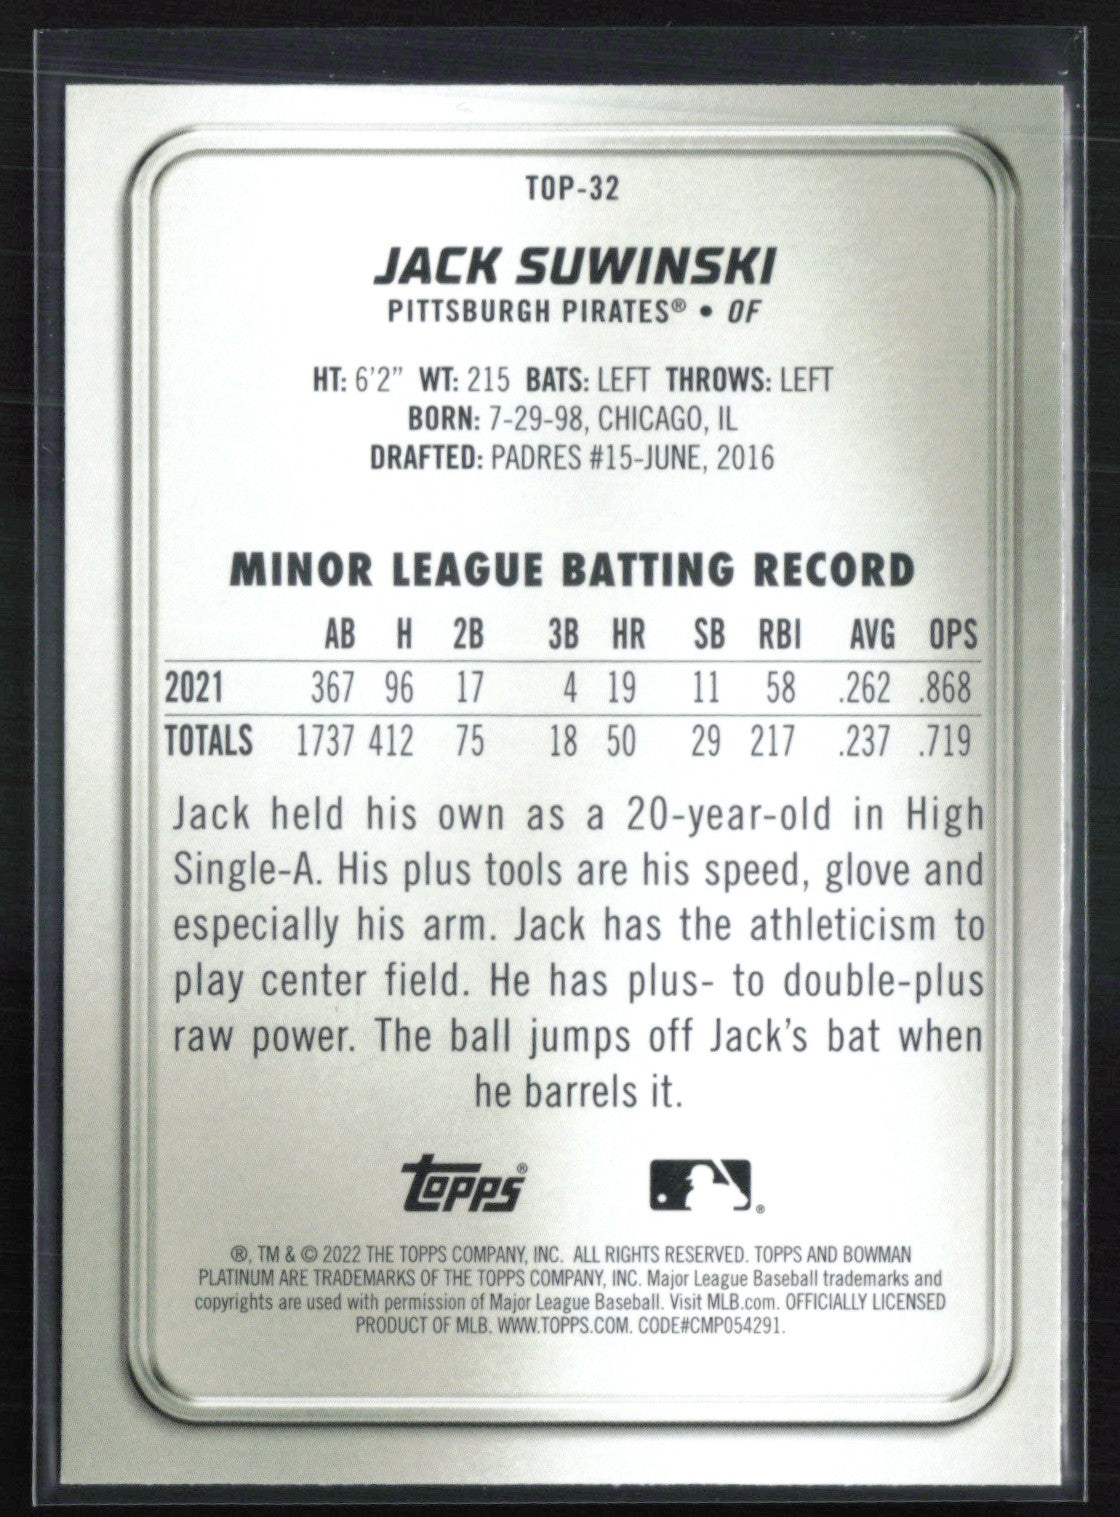 TOP-32
JACK SUWINSKI
PITTSBURGH PIRATES® • OF
HT: 6'2” WT: 215 BATS: LEFT THROWS: LEFT
BORN: 7-29-98, CHICAGO, IL
DRAFTED: PADRES #15-JUNE, 2016
MINOR LEAGUE BATTING RECORD
AB H 2B 3B HR SB RBI AVG OPS
2021 367 96 17 4 19 11 58 .262 .868
TOTALS 1737 412 75 18 50 29 217 .237 .719
Jack held his own as a 20-year-old in High
Single-A. His plus tools are his speed, glove and
especially his arm. Jack has the athleticism to
play center field. He has plus- to double-plus
raw power. The ball jumps off Jack’s bat when
he barrels it.
Topps® ®
®, TM & © 2022 THE TOPPS COMPANY, INC. ALL RIGHTS RESERVED. TOPPS AND BOWMAN
PLATINUM ARE TRADEMARKS OF THE TOPPS COMPANY, INC. Major League Baseball trademarks and
copyrights are used with permission of Major League Baseball. Visit MLB.com. OFFICIALLY LICENSED
PRODUCT OF MLB. WWW.TOPPS.COM. CODE#CMP054291.